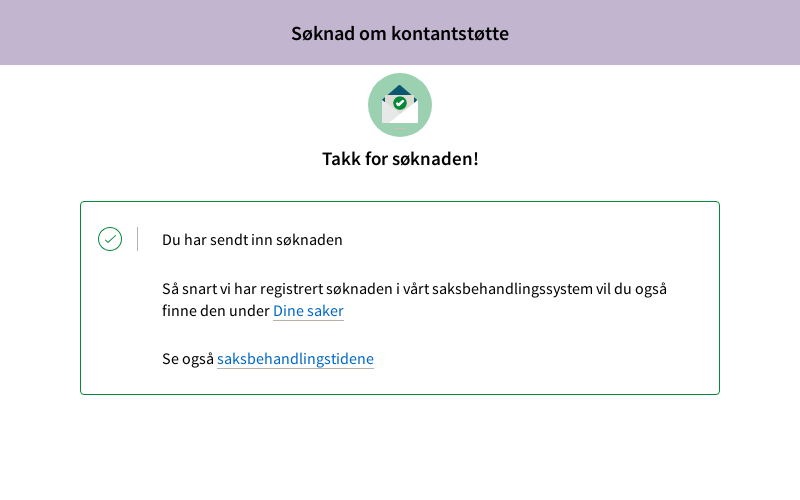 Søknad om kontantstøtte
Takk for søknaden!
Du har sendt inn søknaden
Så snart vi har registrert søknaden i vårt saksbehandlingssystem vil du også
finne den under Dine saker
Se også saksbehandlingstidene